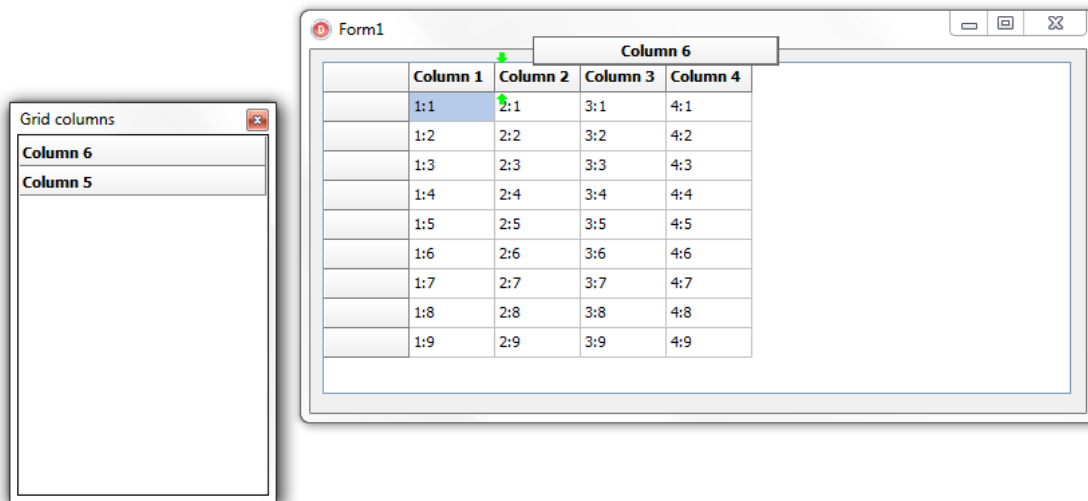 Form1
Column 6
Column 1 Column 2 Column 3 Column 4
1:1 2:1 3:1 4:1
1:2 2:2 3:2 4:2
1:3 2:3 3:3 4:3
1:4 2:4 3:4 4:4
1:5 2:5 3:5 4:5
1:6 2:6 3:6 4:6
1:7 2:7 3:7 4:7
1:8 2:8 3:8 4:8
1:9 2:9 3:9 4:9
Grid columns
Column 6
Column 5